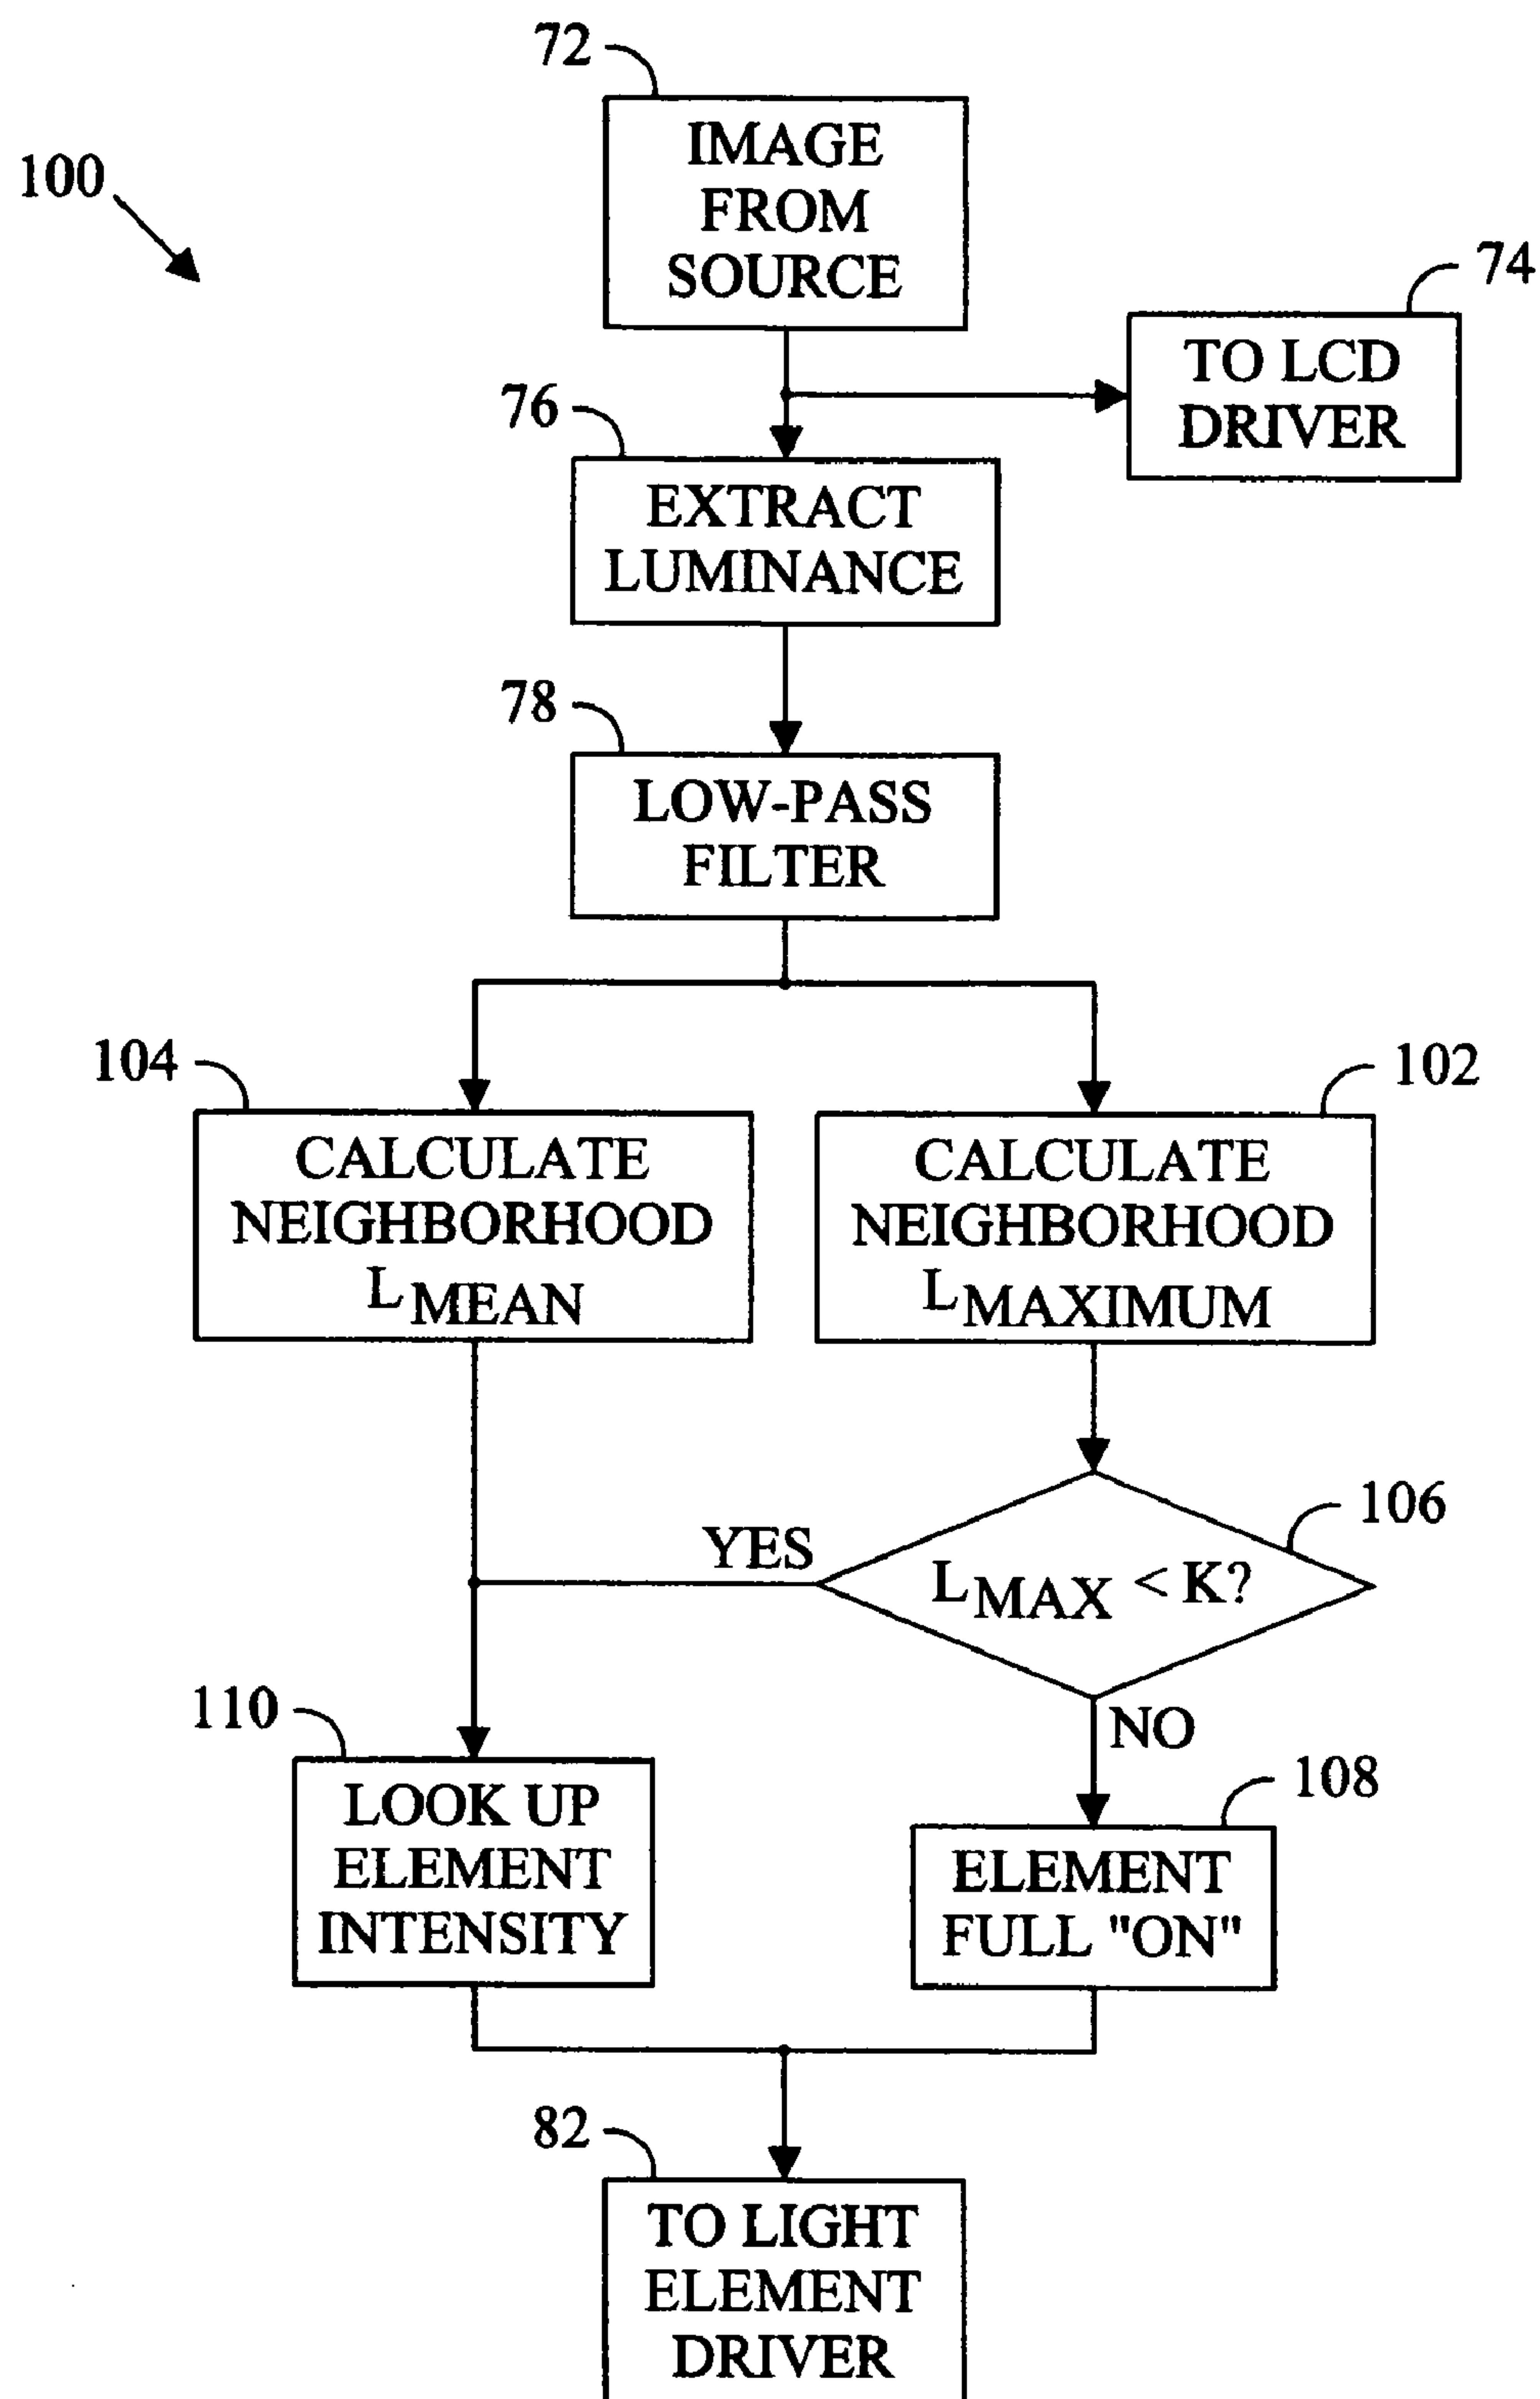 72
IMAGE
FROM
SOURCE
100
74
TO LCD
DRIVER
76
EXTRACT
LUMINANCE
78
LOW-PASS
FILTER
104
CALCULATE
NEIGHBORHOOD
LMEAN
102
CALCULATE
NEIGHBORHOOD
LMAXIMUM
106
YES
LMAX < K?
NO
110
LOOK UP
ELEMENT
INTENSITY
108
ELEMENT
FULL "ON"
82
TO LIGHT
ELEMENT
DRIVER